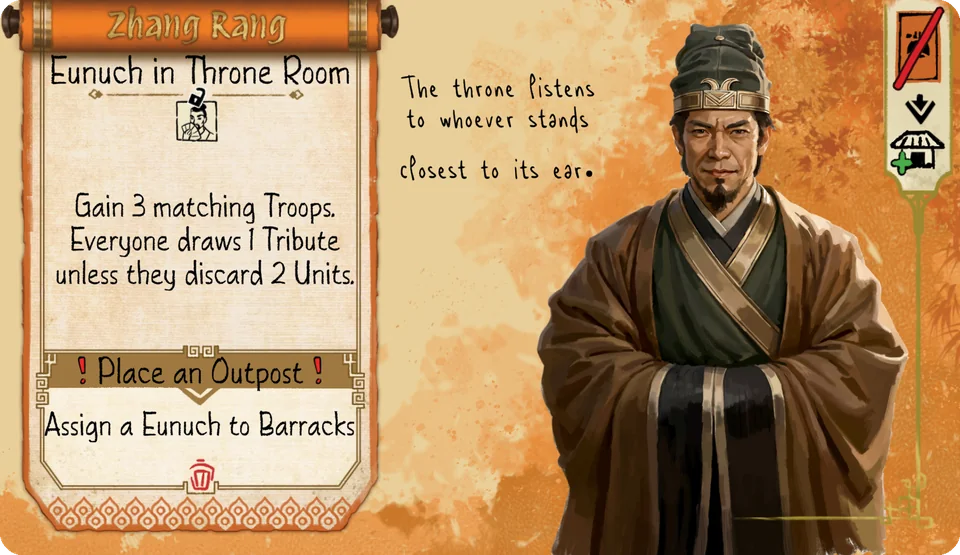 Zhang Rang
Eunuch in Throne Room
Gain 3 matching Troops.
Everyone draws 1 Tribute
unless they discard 2 Units.
! Place an Outpost !
Assign a Eunuch to Barracks
The throne listens
to whoever stands
closest to its ear.